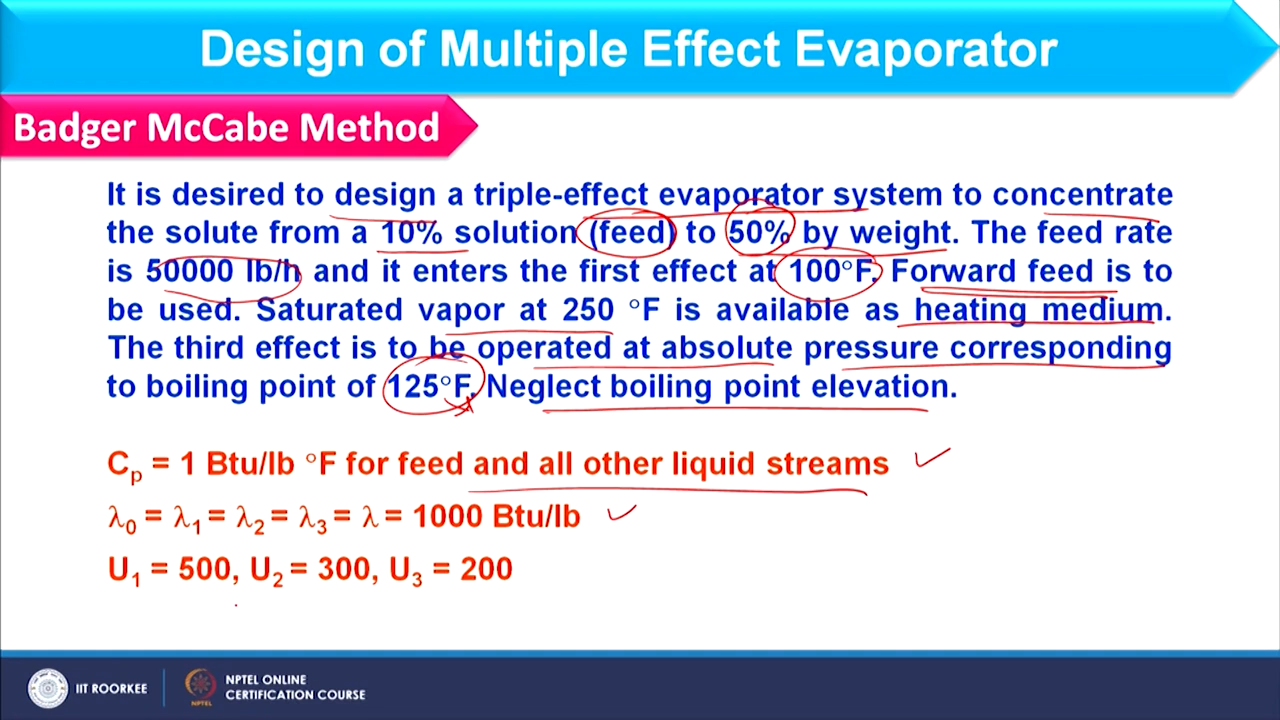 Design of Multiple Effect Evaporator
Badger McCabe Method
It is desired to design a triple-effect evaporator system to concentrate
the solute from a 10% solution (feed) to 50% by weight. The feed rate
is 50000 lb/h and it enters the first effect at 100°F. Forward feed is to
be used. Saturated vapor at 250 °F is available as heating medium.
The third effect is to be operated at absolute pressure corresponding
to boiling point of 125°F. Neglect boiling point elevation.
Cp = 1 Btu/lb °F for feed and all other liquid streams
λ0 = λ1 = λ2 = λ3 = λ = 1000 Btu/lb
U1 = 500, U2 = 300, U3 = 200
IIT ROORKEE
NPTEL
NPTEL ONLINE
CERTIFICATION COURSE